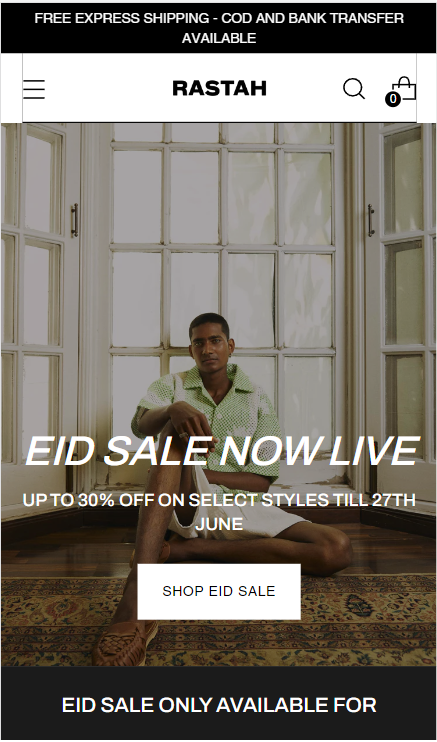 FREE EXPRESS SHIPPING - COD AND BANK TRANSFER
AVAILABLE
RASTAH
0
EID SALE NOW LIVE
UP TO 30% OFF ON SELECT STYLES TILL 27TH
JUNE
SHOP EID SALE
EID SALE ONLY AVAILABLE FOR